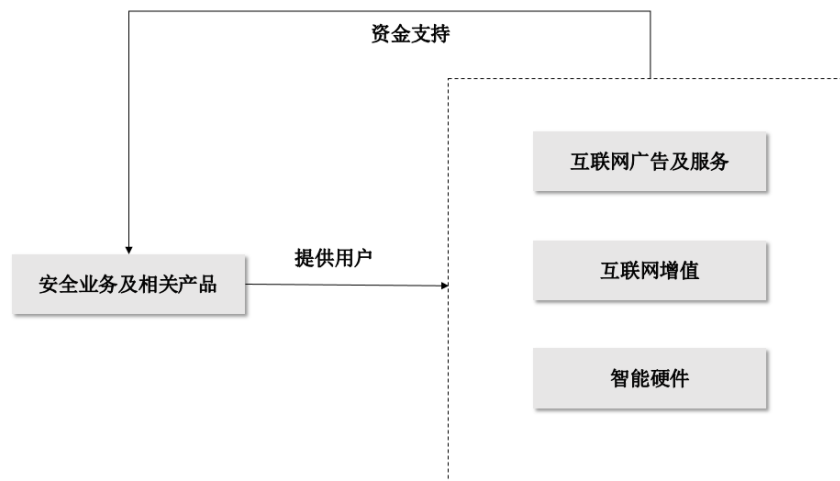 资金支持
互联网广告及服务
提供用户
安全业务及相关产品
互联网增值
智能硬件